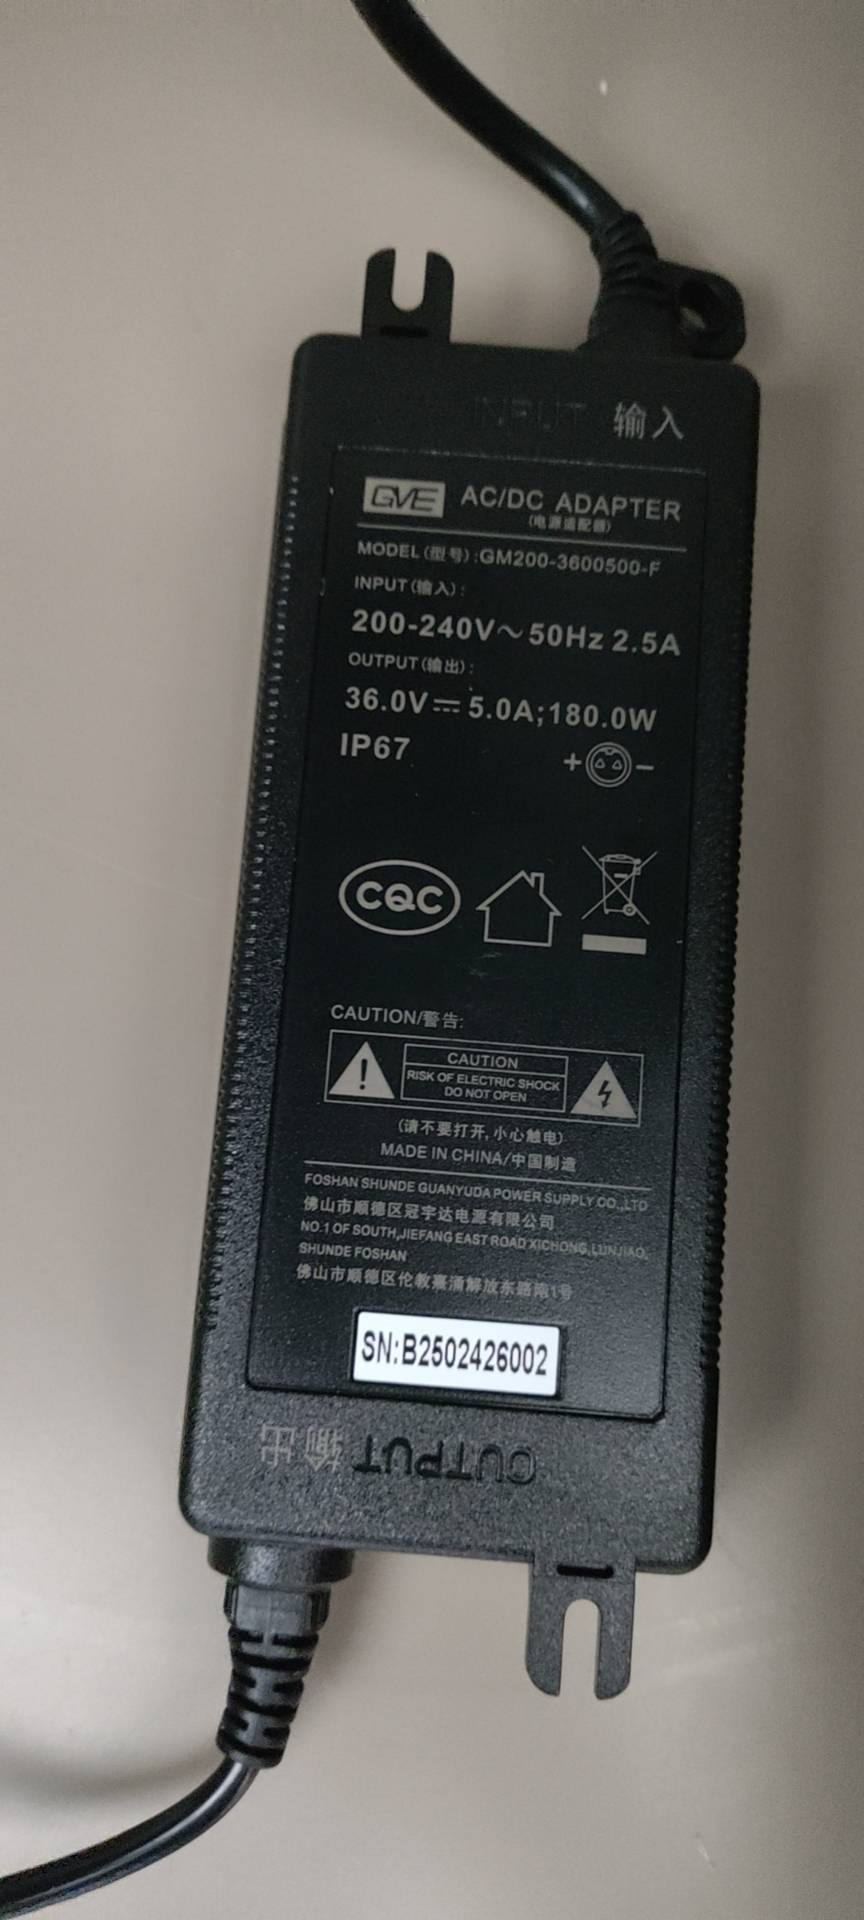 INPUT 输入
GVE AC/DC ADAPTER
(电源适配器)
MODEL(型号):GM200-3600500-F
INPUT(输入):
200-240V～50Hz 2.5A
OUTPUT(输出):
36.0V⎓5.0A;180.0W
IP67
+ −
CQC
CAUTION/警告:
CAUTION
RISK OF ELECTRIC SHOCK
DO NOT OPEN
(请不要打开,小心触电)
MADE IN CHINA/中国制造
FOSHAN SHUNDE GUANYUDA POWER SUPPLY CO.,LTD
佛山市顺德区冠宇达电源有限公司
NO.1 OF SOUTH,JIEFANG EAST ROAD XICHONG,LUNJIAO,
SHUNDE FOSHAN
佛山市顺德区伦教熹涌解放东路南1号
SN:B2502426002
OUTPUT 输出